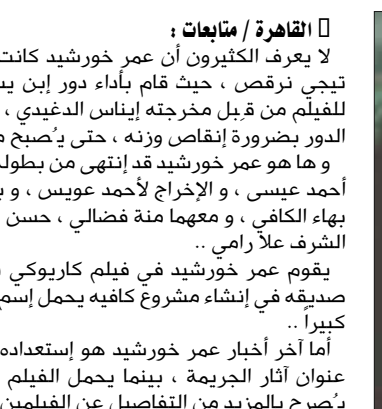 القاهرة / متابعات :
لا يعرف الكثيرون أن عمر خورشيد كانت
تيجي نرقص ، حيث قام بأداء دور إبن
للفيلم من قِبل مخرجته إيناس الدغيدي ،
الدور بضرورة إنقاص وزنه ، حتى يُصبح
و ها هو عمر خورشيد قد إنتهى من بطولة
أحمد عيسى ، و الإخراج لأحمد عويس ، و
بهاء الكافي ، و معهما منة فضالي ، حسن
الشرف علا رامي ..
يقوم عمر خورشيد في فيلم كاريوكي
صديقه في إنشاء مشروع كافيه يحمل إسم
كبيراً ..
أما آخر أخبار عمر خورشيد هو إستعداده
عنوان آثار الجريمة ، بينما يحمل الفيلم
يُصرح بالمزيد من التفاصيل عن الفيلمين